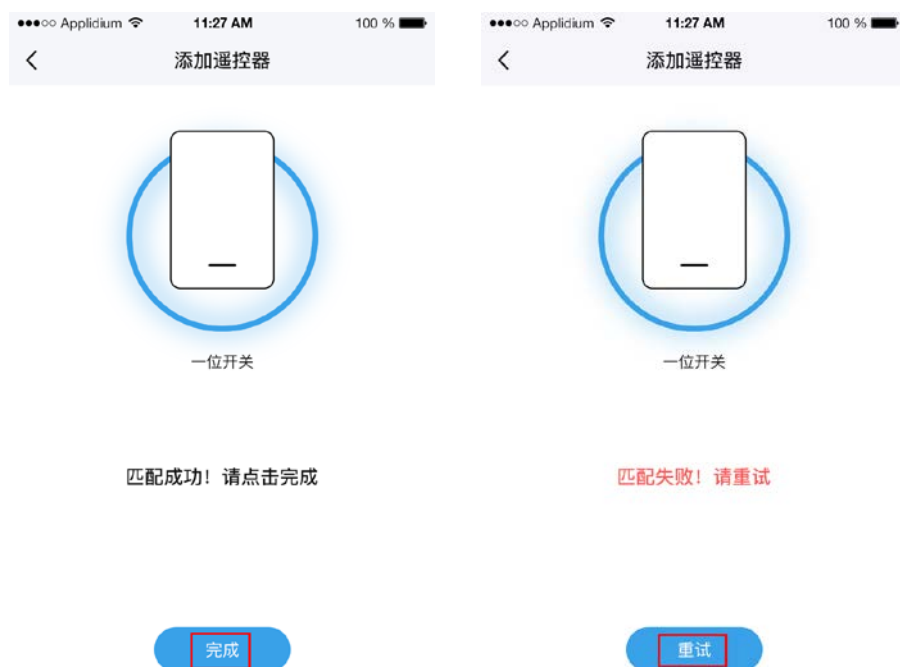 ●●●○○ Applidium 11:27 AM 100 %
添加遥控器
一位开关
匹配成功！请点击完成
完成
●●●○○ Applidium 11:27 AM 100 %
添加遥控器
一位开关
匹配失败！请重试
重试